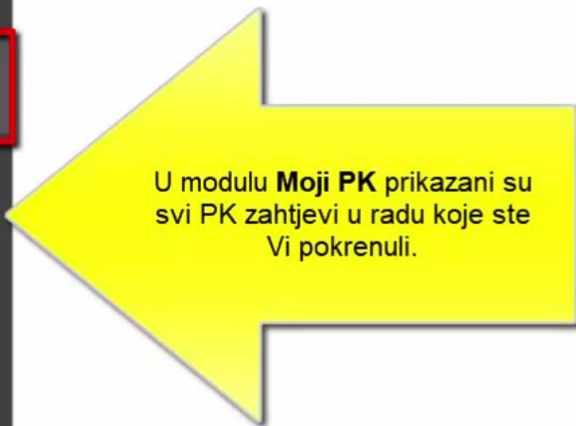 U modulu Moji PK prikazani su
svi PK zahtjevi u radu koje ste
Vi pokrenuli.